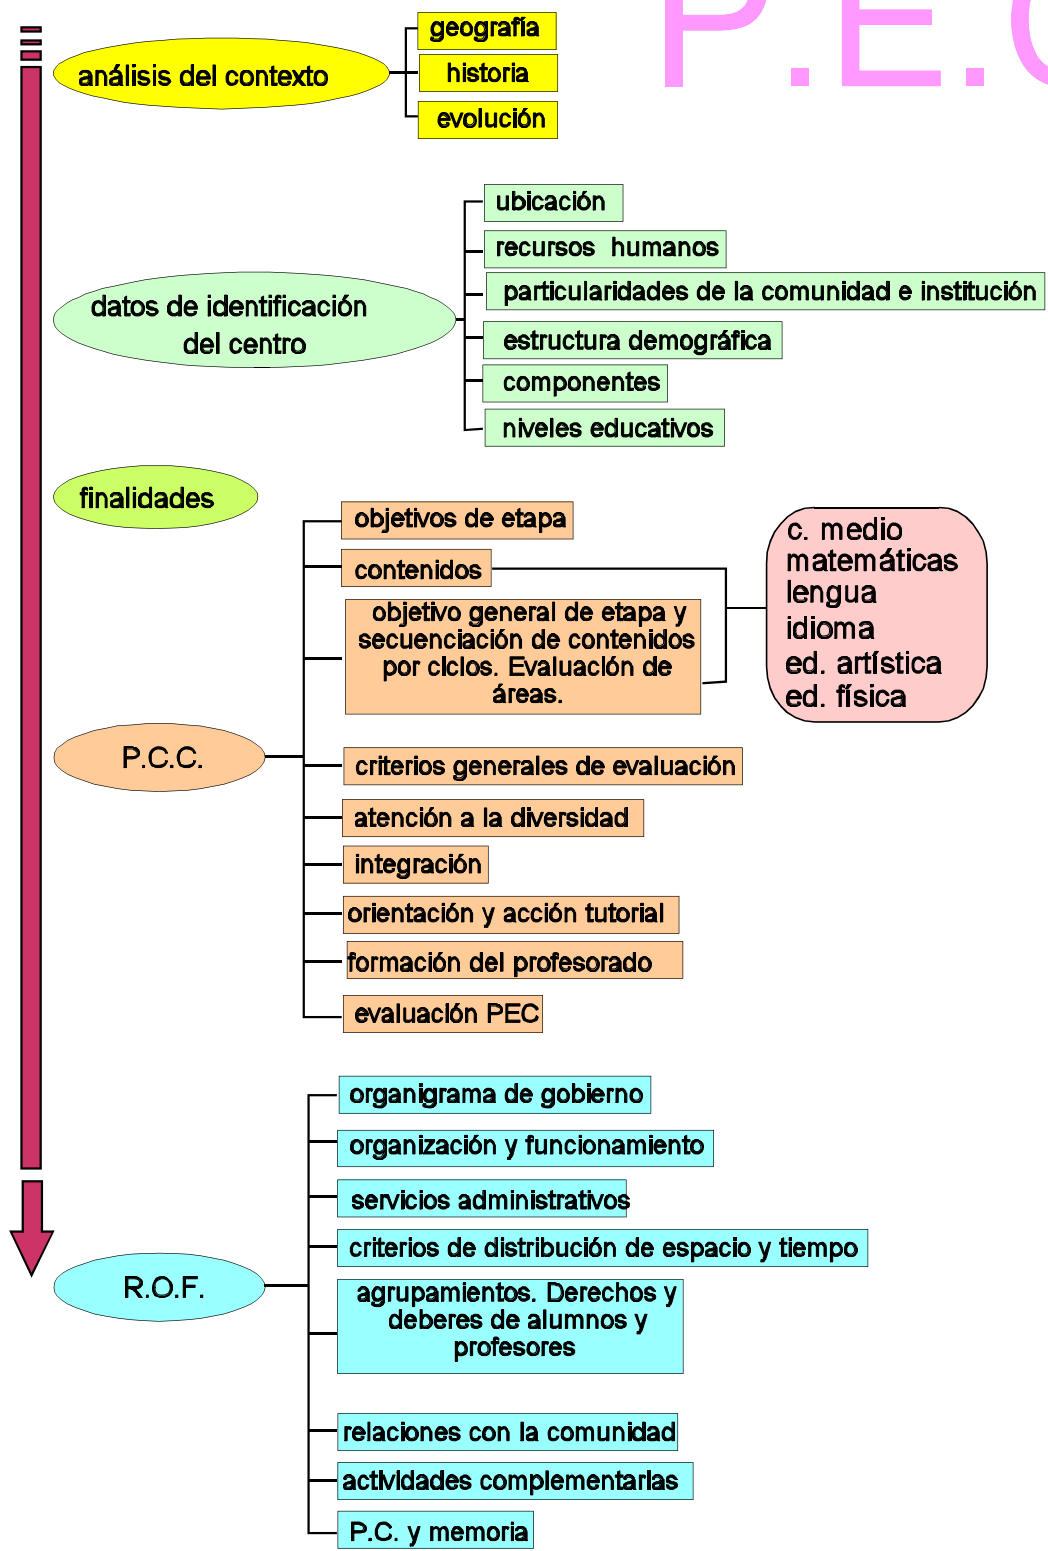 P.E.C
análisis del contexto
geografía
historia
evolución
datos de identificación
del centro
ubicación
recursos humanos
particularidades de la comunidad e institución
estructura demográfica
componentes
niveles educativos
finalidades
P.C.C.
objetivos de etapa
contenidos
objetivo general de etapa y
secuenciación de contenidos
por ciclos. Evaluación de
áreas.
c. medio
matemáticas
lengua
idioma
ed. artística
ed. física
criterios generales de evaluación
atención a la diversidad
integración
orientación y acción tutorial
formación del profesorado
evaluación PEC
R.O.F.
organigrama de gobierno
organización y funcionamiento
servicios administrativos
criterios de distribución de espacio y tiempo
agrupamientos. Derechos y
deberes de alumnos y
profesores
relaciones con la comunidad
actividades complementarias
P.C. y memoria